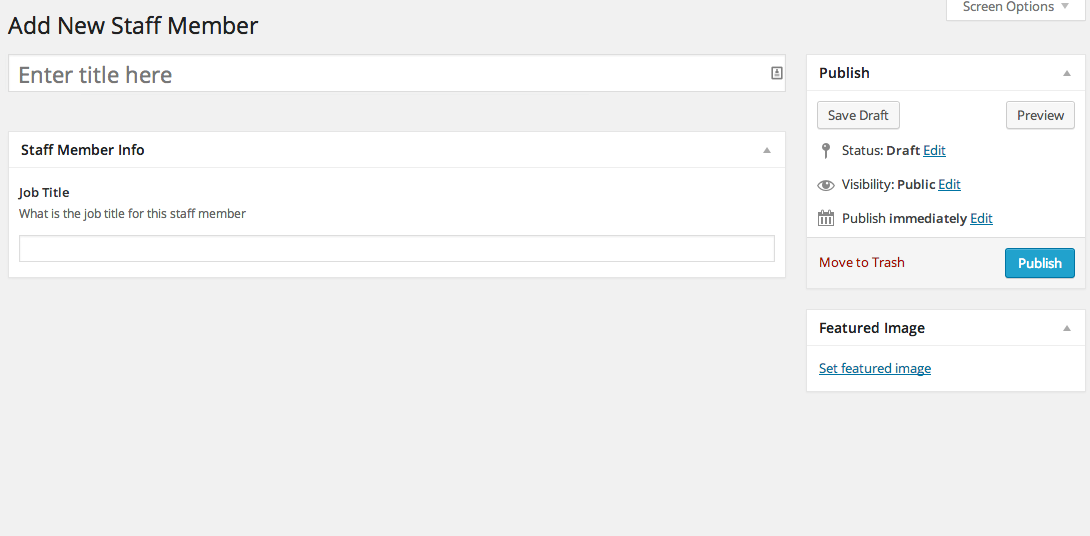 Screen Options
Add New Staff Member
Enter title here
Staff Member Info
Job Title
What is the job title for this staff member
Publish
Save Draft
Preview
Status: Draft Edit
Visibility: Public Edit
Publish immediately Edit
Move to Trash
Publish
Featured Image
Set featured image